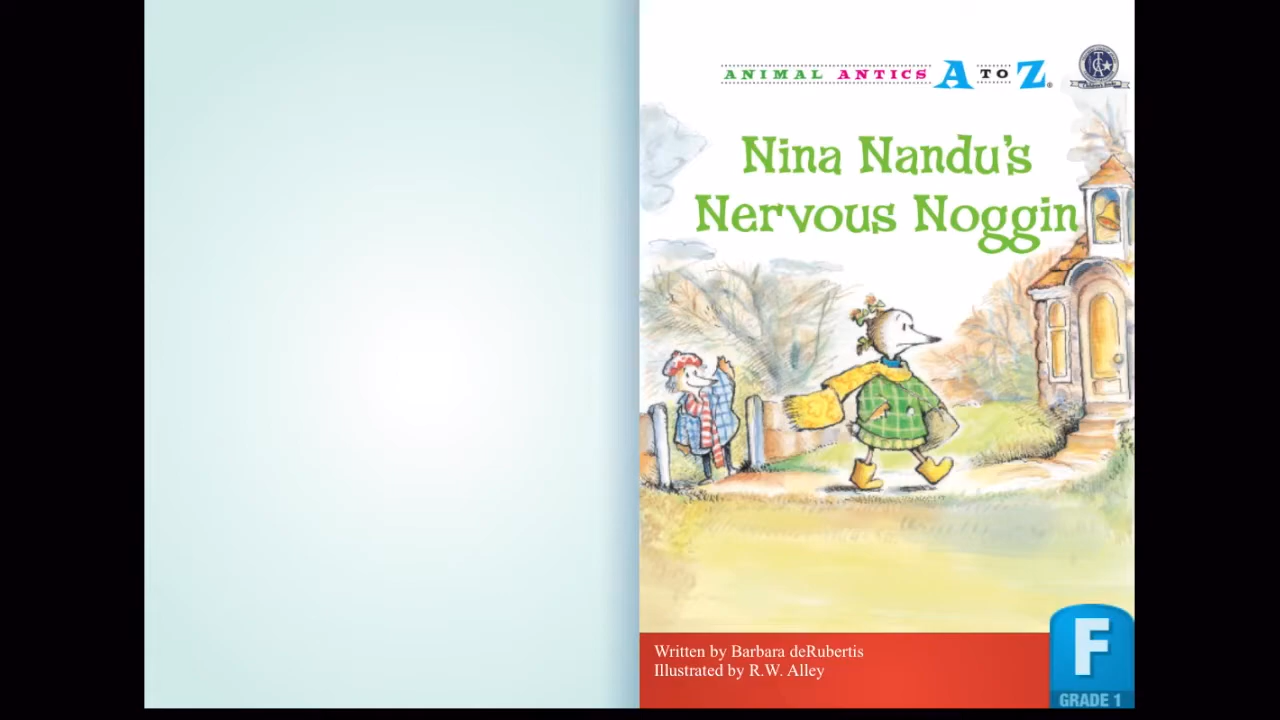 ANIMAL ANTICS A TO Z®
Nina Nandu's
Nervous Noggin
Written by Barbara deRubertis
Illustrated by R.W. Alley
F
GRADE 1